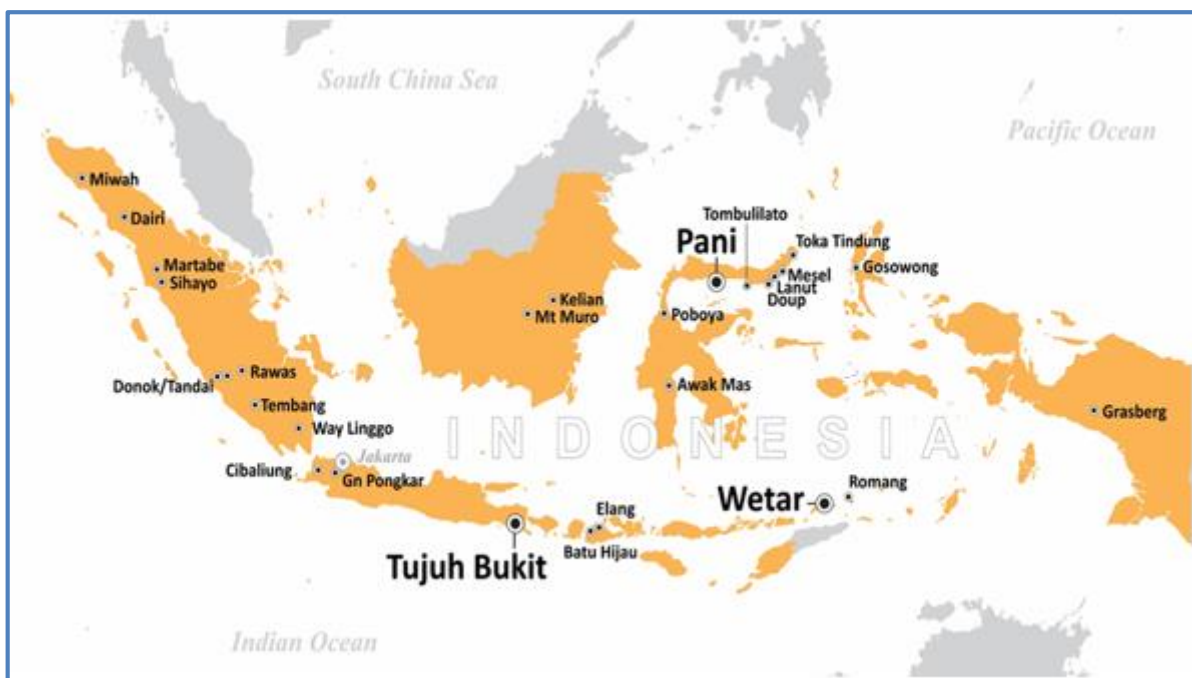 South China Sea
Pacific Ocean
Miwah
Dairi
Martabe
Sihayo
Tombulilato
Pani
Toka Tindung
Mesel
Lanut
Doup
Gosowong
Kelian
Mt Muro
Poboya
Donok/Tandai
Rawas
Awak Mas
Tembang
Grasberg
Way Linggo
INDONESIA
Jakarta
Cibaliung
Gn Pongkar
Romang
Wetar
Elang
Batu Hijau
Tujuh Bukit
Indian Ocean